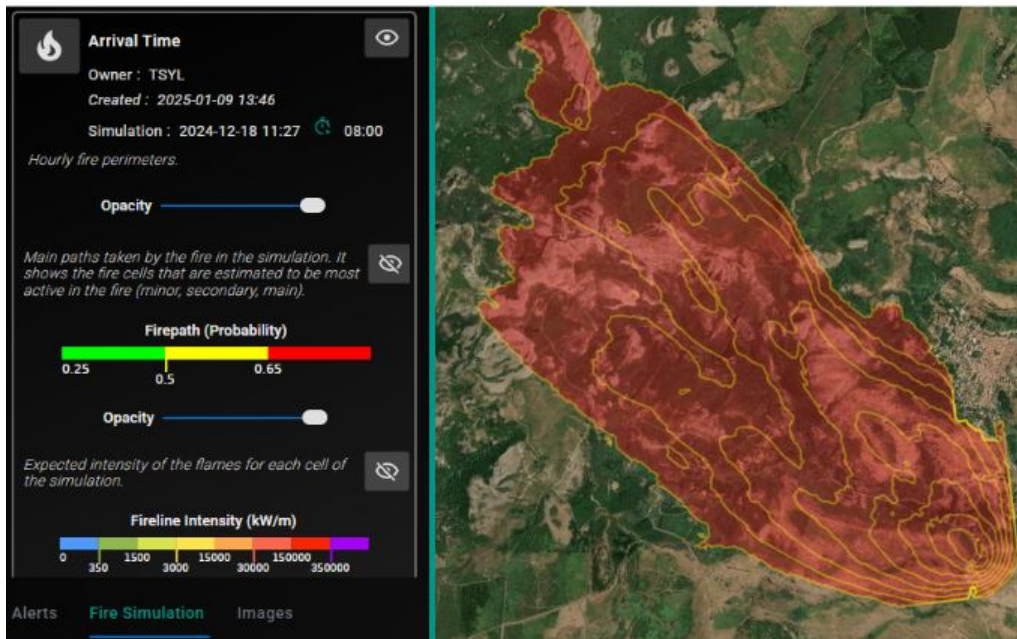 Arrival Time
Owner : TSYL
Created : 2025-01-09 13:46
Simulation : 2024-12-18 11:27 08:00
Hourly fire perimeters.
Opacity
Main paths taken by the fire in the simulation. It
shows the fire cells that are estimated to be most
active in the fire (minor, secondary, main).
Firepath (Probability)
0.25 0.5 0.65
Opacity
Expected intensity of the flames for each cell of
the simulation.
Fireline Intensity (kW/m)
0 350 1500 3000 15000 30000 150000 350000
Alerts Fire Simulation Images